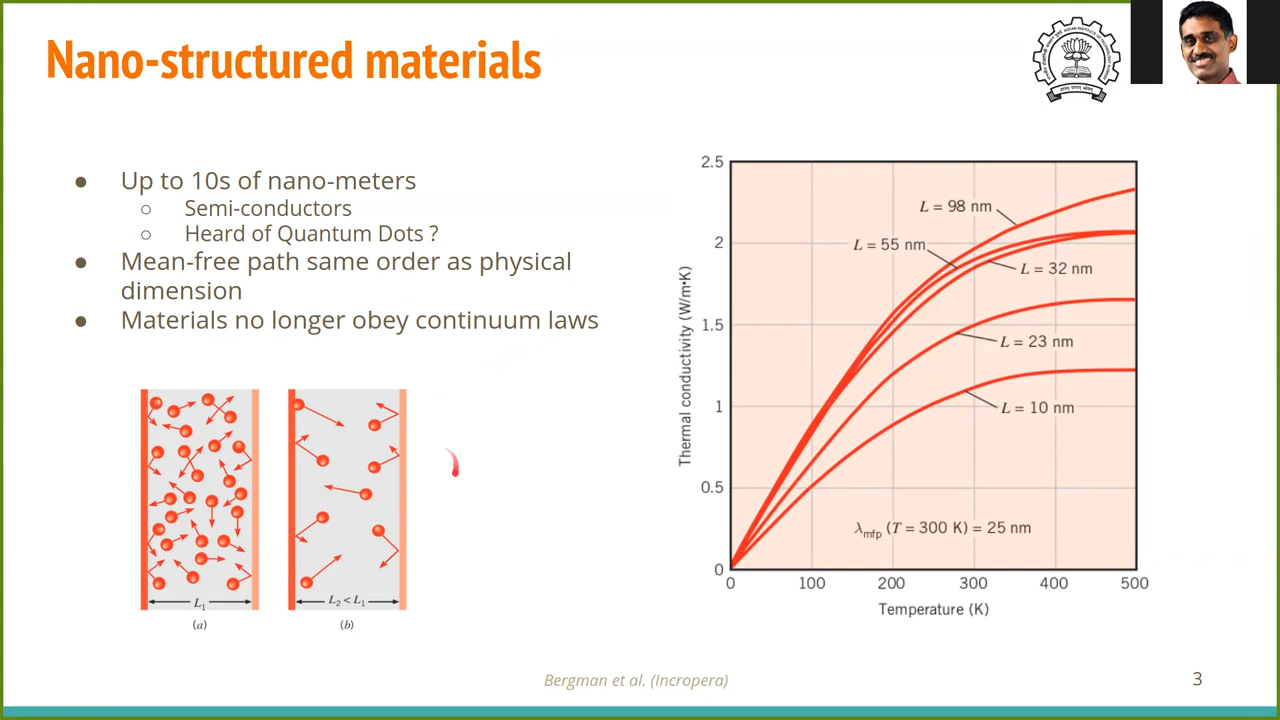 Nano-structured materials
● Up to 10s of nano-meters
○ Semi-conductors
○ Heard of Quantum Dots ?
● Mean-free path same order as physical
dimension
● Materials no longer obey continuum laws
L₁
(a)
L₂ < L₁
(b)
2.5
2
1.5
1
0.5
0
Thermal conductivity (W/m•K)
L = 98 nm
L = 55 nm
L = 32 nm
L = 23 nm
L = 10 nm
λmfp (T = 300 K) = 25 nm
0 100 200 300 400 500
Temperature (K)
Bergman et al. (Incropera)
3